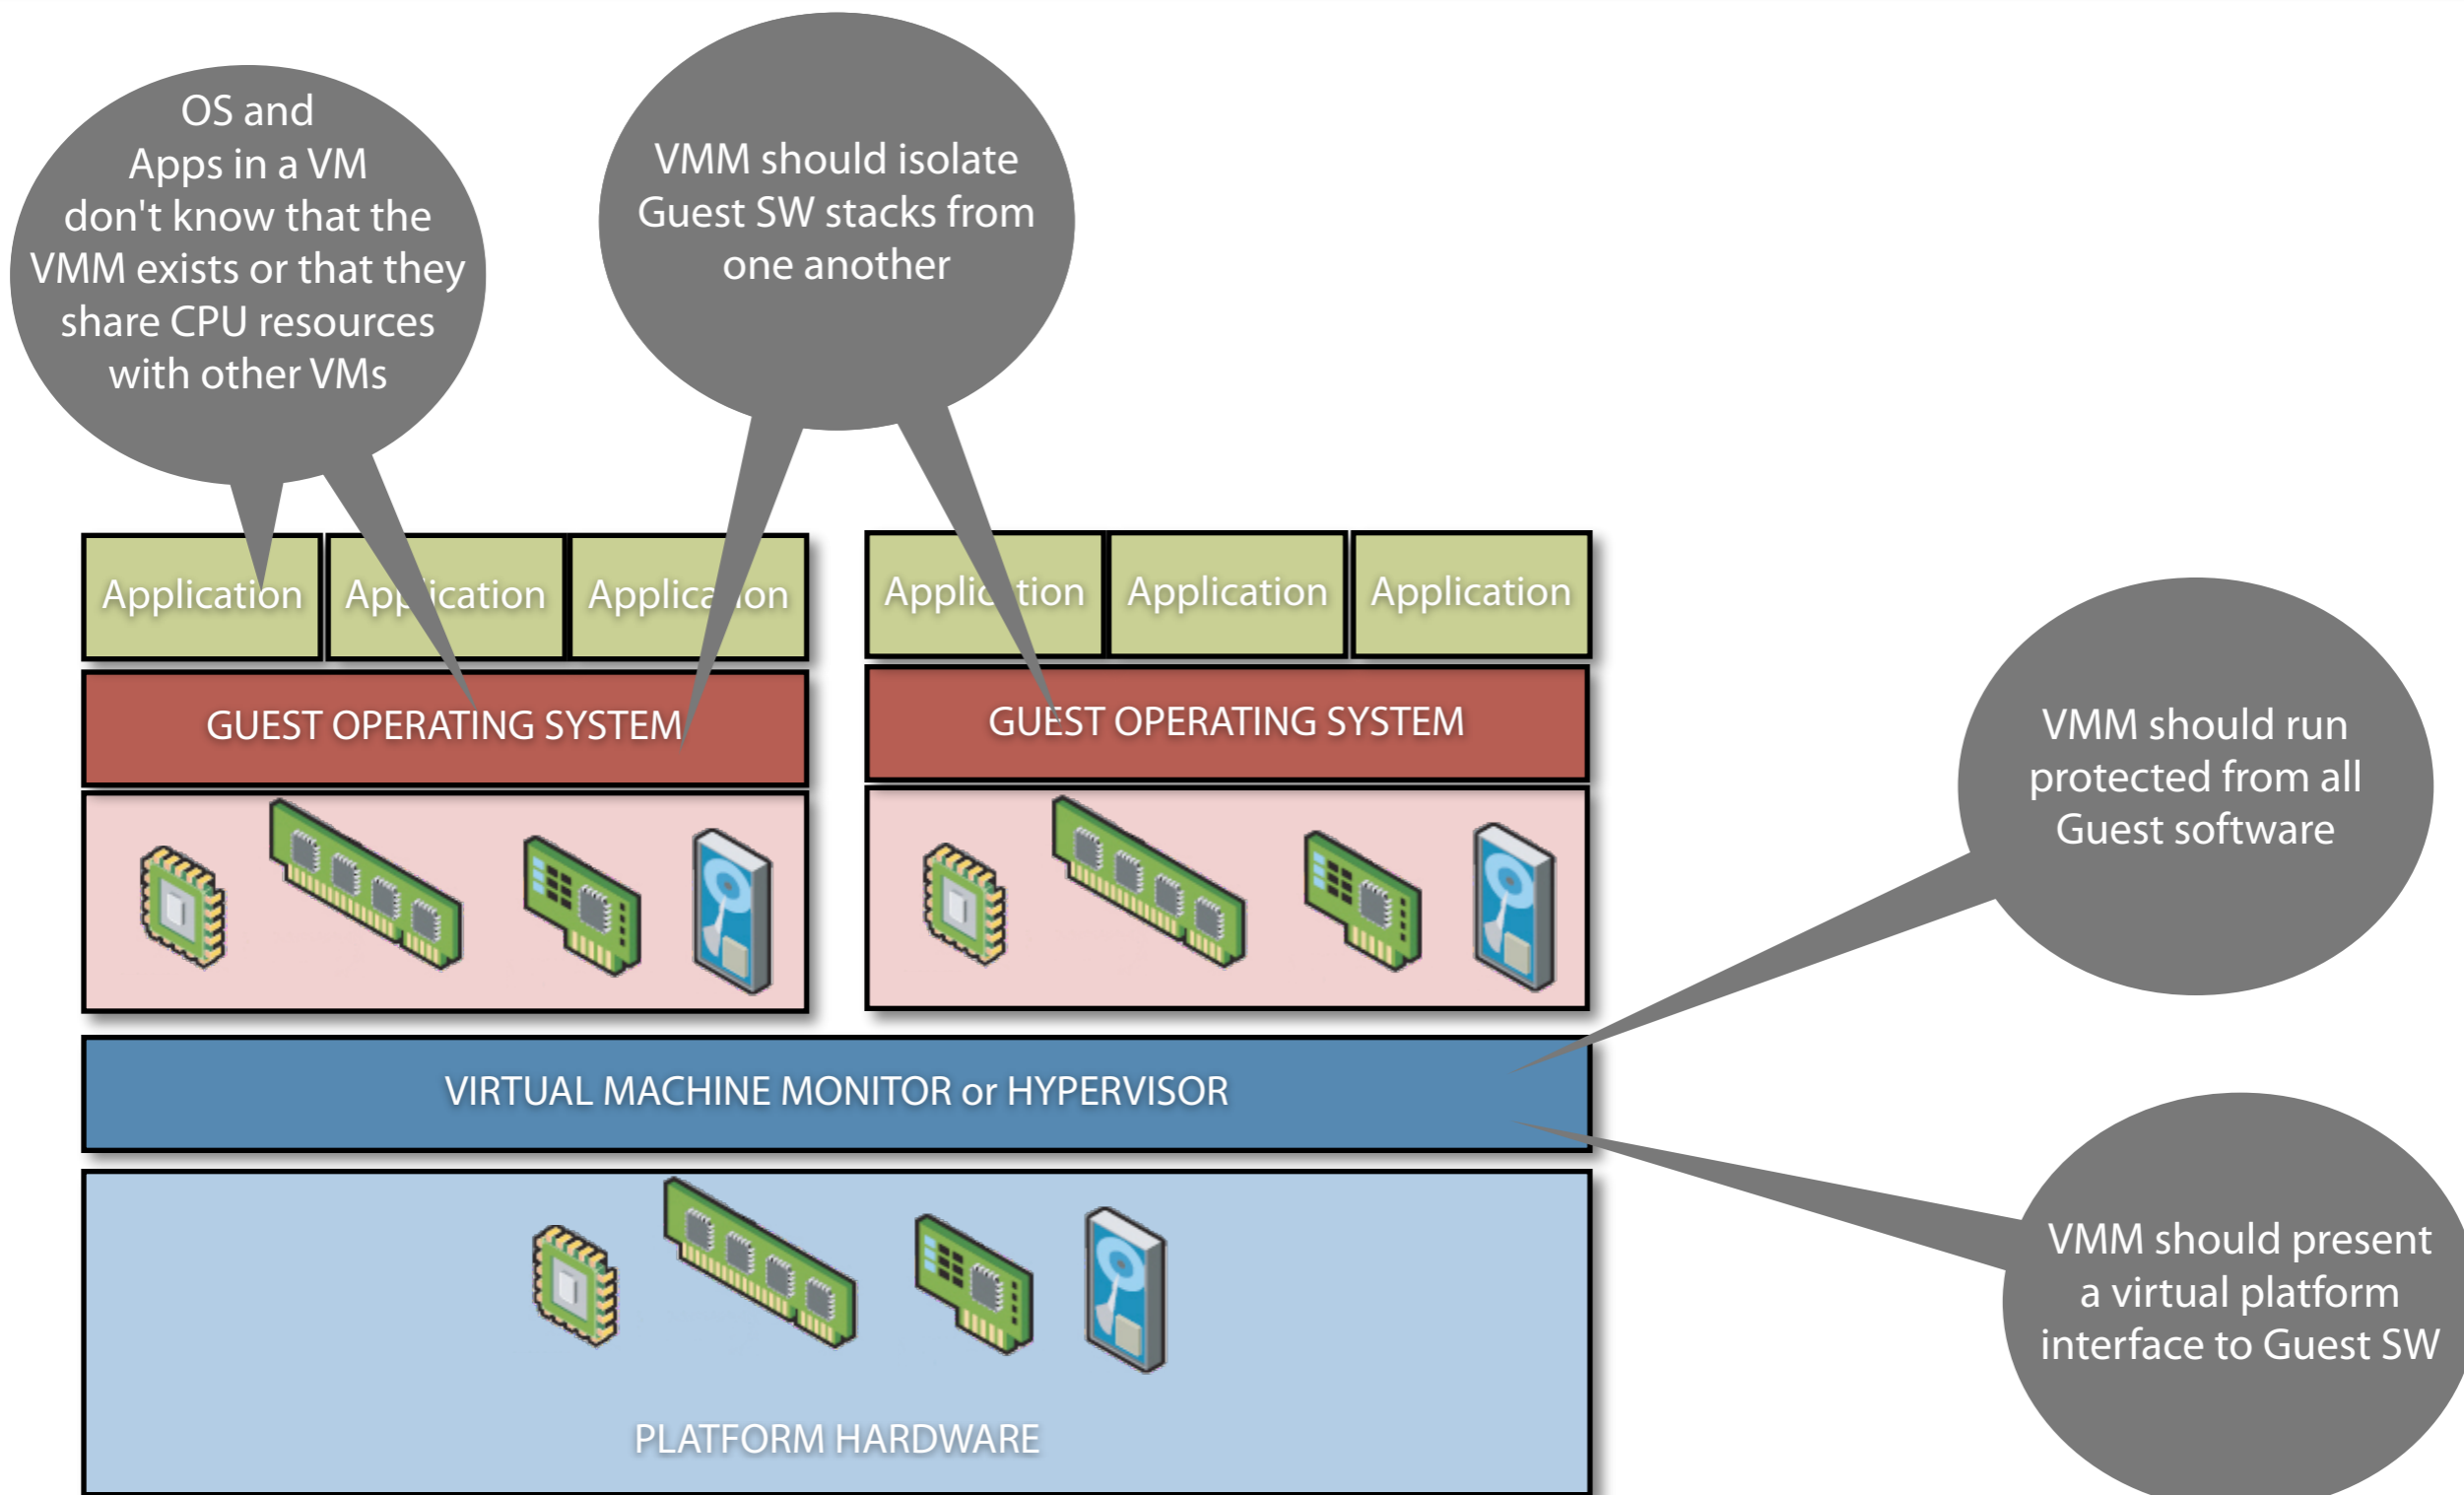 OS and
Apps in a VM
don't know that the
VMM exists or that they
share CPU resources
with other VMs
VMM should isolate
Guest SW stacks from
one another
Application
Application
Application
Application
Application
Application
GUEST OPERATING SYSTEM
GUEST OPERATING SYSTEM
VMM should run
protected from all
Guest software
VIRTUAL MACHINE MONITOR or HYPERVISOR
VMM should present
a virtual platform
interface to Guest SW
PLATFORM HARDWARE